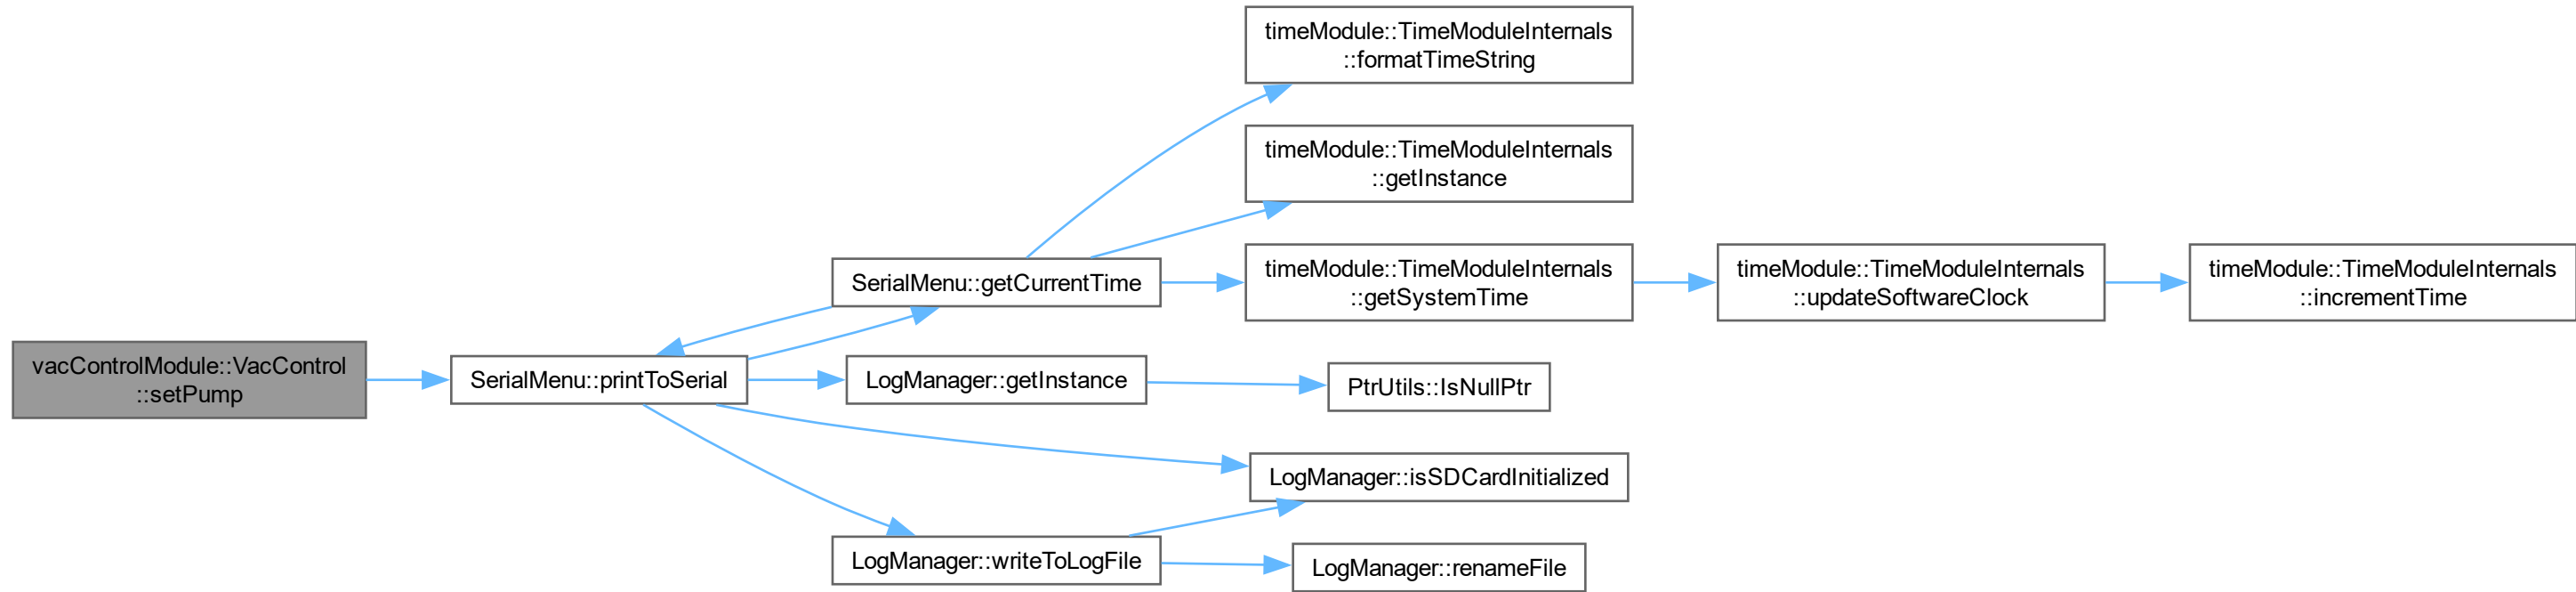 timeModule::TimeModuleInternals
::formatTimeString
timeModule::TimeModuleInternals
::getInstance
SerialMenu::getCurrentTime
timeModule::TimeModuleInternals
::getSystemTime
timeModule::TimeModuleInternals
::updateSoftwareClock
timeModule::TimeModuleInternals
::incrementTime
vacControlModule::VacControl
::setPump
SerialMenu::printToSerial
LogManager::getInstance
PtrUtils::IsNullPtr
LogManager::isSDCardInitialized
LogManager::writeToLogFile
LogManager::renameFile